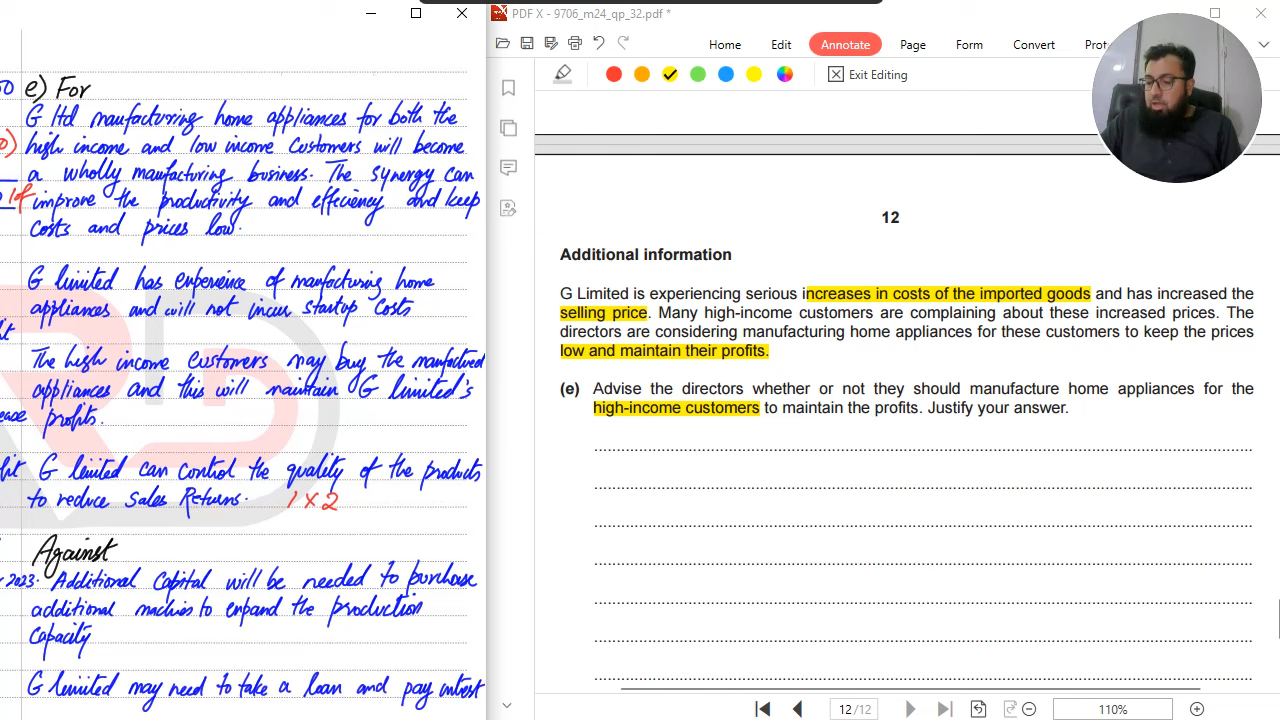 e) For
G ltd maufacturing home appliances for both the
high income and low income customers will become
a wholly maufacturing business. The synergy can
improve the productivity and effeciency and keep
costs and prices low.
G limited has experience of maufacturing home
appliances and will not incur startup costs
The high income customers may buy the manufactured
appliances and this will maintain G limited's
profits.
G limited can control the quality of the products
to reduce Sales Returns. 1 x 2
Against
2023. Additional Capital will be needed to purchase
additional machies to expand the production
capacity
G limited may need to take a loan and pay intrest
PDF X - 9706_m24_qp_32.pdf *
Home Edit Annotate Page Form Convert
Exit Editing
12
Additional information
G Limited is experiencing serious increases in costs of the imported goods and has increased the
selling price. Many high-income customers are complaining about these increased prices. The
directors are considering manufacturing home appliances for these customers to keep the prices
low and maintain their profits.
(e) Advise the directors whether or not they should manufacture home appliances for the
high-income customers to maintain the profits. Justify your answer.
12/12
110%